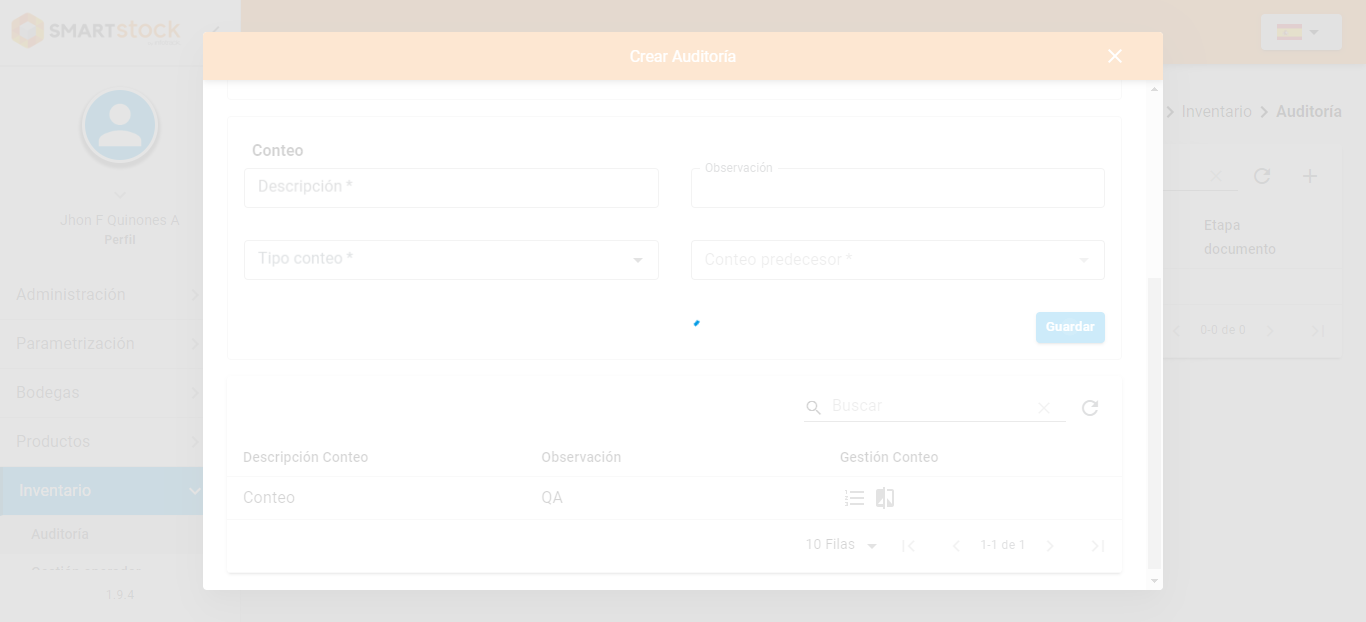 SMARTstock
Crear Auditoría
Inventario
Auditoría
Conteo
Descripción *
Observación
Jhon F Quinones A
Perfil
Etapa
documento
Tipo conteo *
Conteo predecesor *
Administración
Guardar
0-0 de 0
Parametrización
Bodegas
Buscar
Productos
Descripción Conteo
Observación
Gestión Conteo
Inventario
Conteo
QA
Auditoría
10 Filas
1-1 de 1
1.9.4